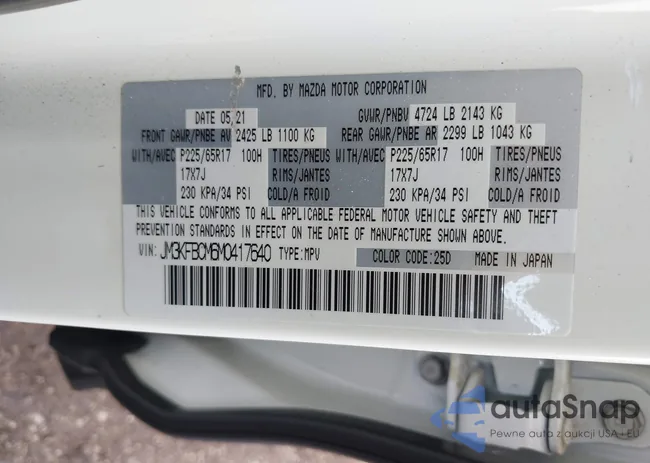 MFD. BY MAZDA MOTOR CORPORATION
DATE 05,21 GVWR/PNBV 4724 LB 2143 KG
FRONT GAWR/PNBE AV 2425 LB 1100 KG REAR GAWR/PNBE AR 2299 LB 1043 KG
WITH/AVEC P225/65R17 100H TIRES/PNEUS WITH/AVEC P225/65R17 100H TIRES/PNEUS
17X7J RIMS/JANTES 17X7J RIMS/JANTES
230 KPA/34 PSI COLD/A FROID 230 KPA/34 PSI COLD/A FROID
THIS VEHICLE CONFORMS TO ALL APPLICABLE FEDERAL MOTOR VEHICLE SAFETY AND THEFT
PREVENTION STANDARDS IN EFFECT ON THE DATE OF MANUFACTURE SHOWN ABOVE.
VIN: JM3KFBCM6M0417640 TYPE:MPV COLOR CODE:25D MADE IN JAPAN
autoSnap
Pewne auto z aukcji USA i EU